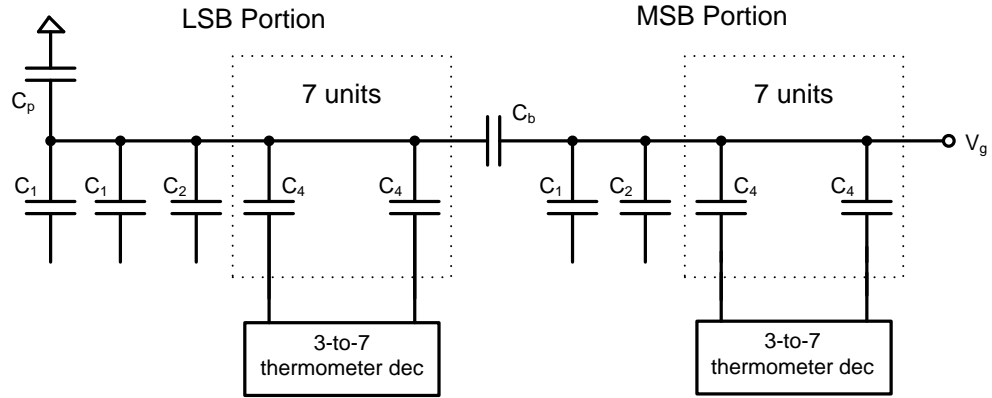 LSB Portion
MSB Portion
7 units
7 units
Cp
Cb
Vg
C1
C1
C2
C4
C4
C1
C2
C4
C4
3-to-7
thermometer dec
3-to-7
thermometer dec